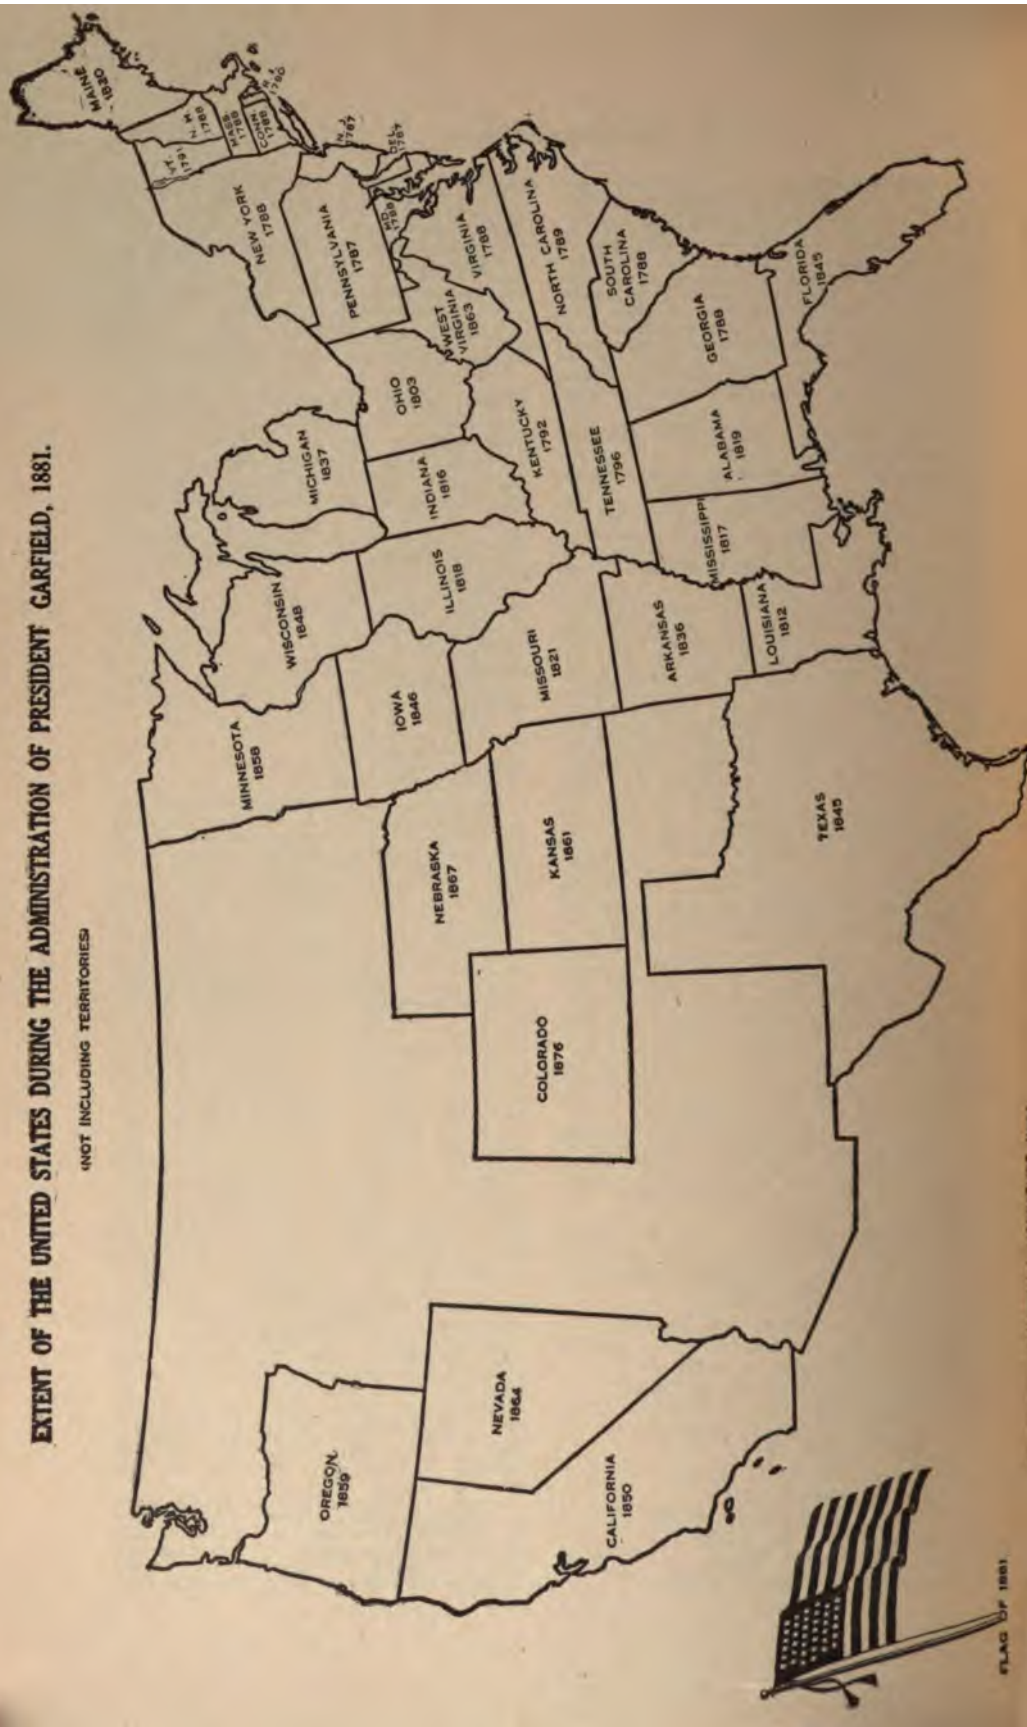 EXTENT OF THE UNITED STATES DURING THE ADMINISTRATION OF PRESIDENT GARFIELD, 1881.
(NOT INCLUDING TERRITORIES)
MAINE
1820
VT.
1791
N. H.
1788
MASS.
1788
CONN.
1788
R. I.
1790
NEW YORK
1788
N. J.
1787
PENNSYLVANIA
1787
DEL.
1787
MD.
1788
OREGON.
1859
MINNESOTA
1858
WISCONSIN
1848
MICHIGAN
1837
OHIO
1803
WEST
VIRGINIA
1863
VIRGINIA
1788
NEVADA
1864
COLORADO
1876
NEBRASKA
1867
IOWA
1846
ILLINOIS
1818
INDIANA
1816
KANSAS
1861
MISSOURI
1821
KENTUCKY
1792
NORTH CAROLINA
1789
CALIFORNIA
1850
TENNESSEE
1796
SOUTH
CAROLINA
1788
ARKANSAS
1836
MISSISSIPPI
1817
ALABAMA
1819
GEORGIA
1788
TEXAS
1845
LOUISIANA
1812
FLORIDA
1845
FLAG OF 1881